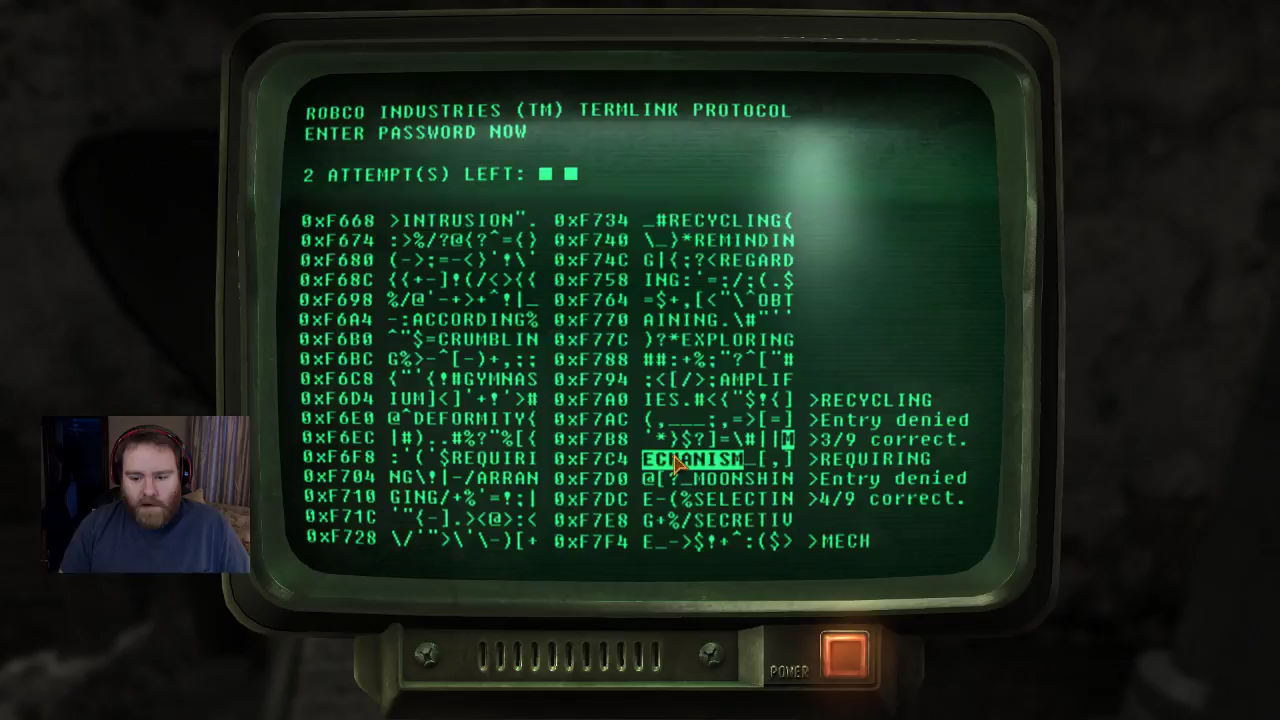 ROBCO INDUSTRIES (TM) TERMLINK PROTOCOL
ENTER PASSWORD NOW
2 ATTEMPT(S) LEFT: ■ ■
0xF668 >INTRUSION". 0xF734 _#RECYCLING(
0xF674 :>%/?@{?^={} 0xF740 \_)*REMINDIN
0xF680 (->;=-<}'!\' 0xF74C G|{;?<REGARD
0xF68C {{+-]!(/<>{{ 0xF758 ING:'=;/;(.$
0xF698 %/@'-+>+^!|_ 0xF764 =$+,[<"\^OBT
0xF6A4 -:ACCORDING% 0xF770 AINING.\#"''
0xF6B0 ^"$=CRUMBLIN 0xF77C )?*EXPLORING
0xF6BC G%>-^[-)+,;: 0xF788 ##:+%;"?^["#
0xF6C8 {"'{!#GYMNAS 0xF794 :<[/>;AMPLIF
0xF6D4 IUM]<]'+!'># 0xF7A0 IES.#<{"$!{] >RECYCLING
0xF6E0 @^DEFORMITY{ 0xF7AC (,___;,=>[=] >Entry denied
0xF6EC |#)..#%?"%[{ 0xF7B8 '*}$?]=\#||M >3/9 correct.
0xF6F8 :'('$REQUIRI 0xF7C4 ECHANISM_[,] >REQUIRING
0xF704 NG\!|-/ARRAN 0xF7D0 @[?_MOONSHIN >Entry denied
0xF710 GING/+%'=!;| 0xF7DC E-(%SELECTIN >4/9 correct.
0xF71C '"{-].><@>:< 0xF7E8 G+%/SECRETIV
0xF728 \/'">\'\-)[+ 0xF7F4 E_->$!+^:($> >MECH
POWER